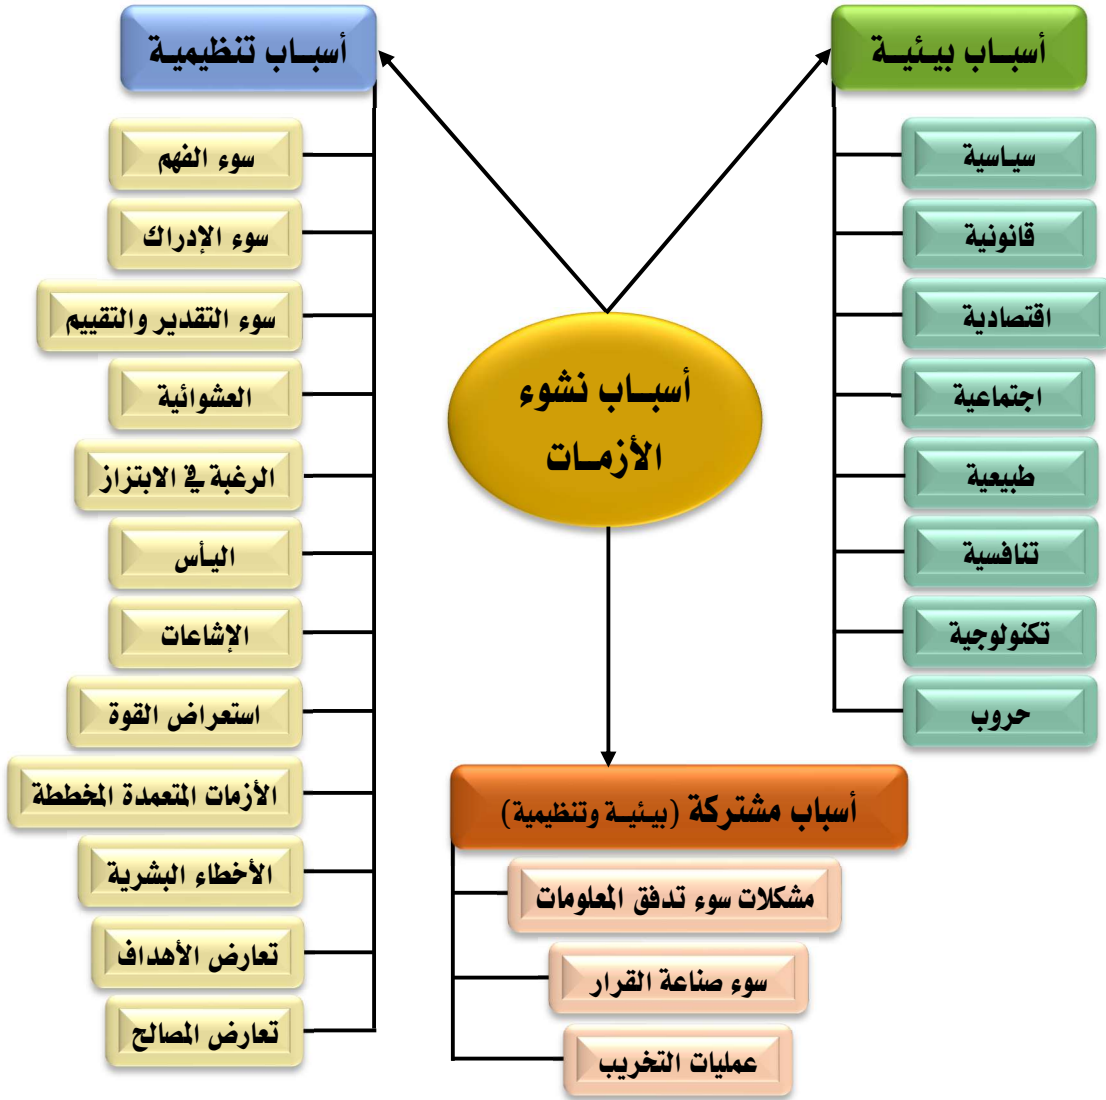 أسباب نشوء
الأزمات
أسباب بيئية
سياسية
قانونية
اقتصادية
اجتماعية
طبيعية
تنافسية
تكنولوجية
حروب
أسباب تنظيمية
سوء الفهم
سوء الإدراك
سوء التقدير والتقييم
العشوائية
الرغبة في الابتزاز
اليأس
الإشاعات
استعراض القوة
الأزمات المتعمدة المخططة
الأخطاء البشرية
تعارض الأهداف
تعارض المصالح
أسباب مشتركة (بيئية وتنظيمية)
مشكلات سوء تدفق المعلومات
سوء صناعة القرار
عمليات التخريب